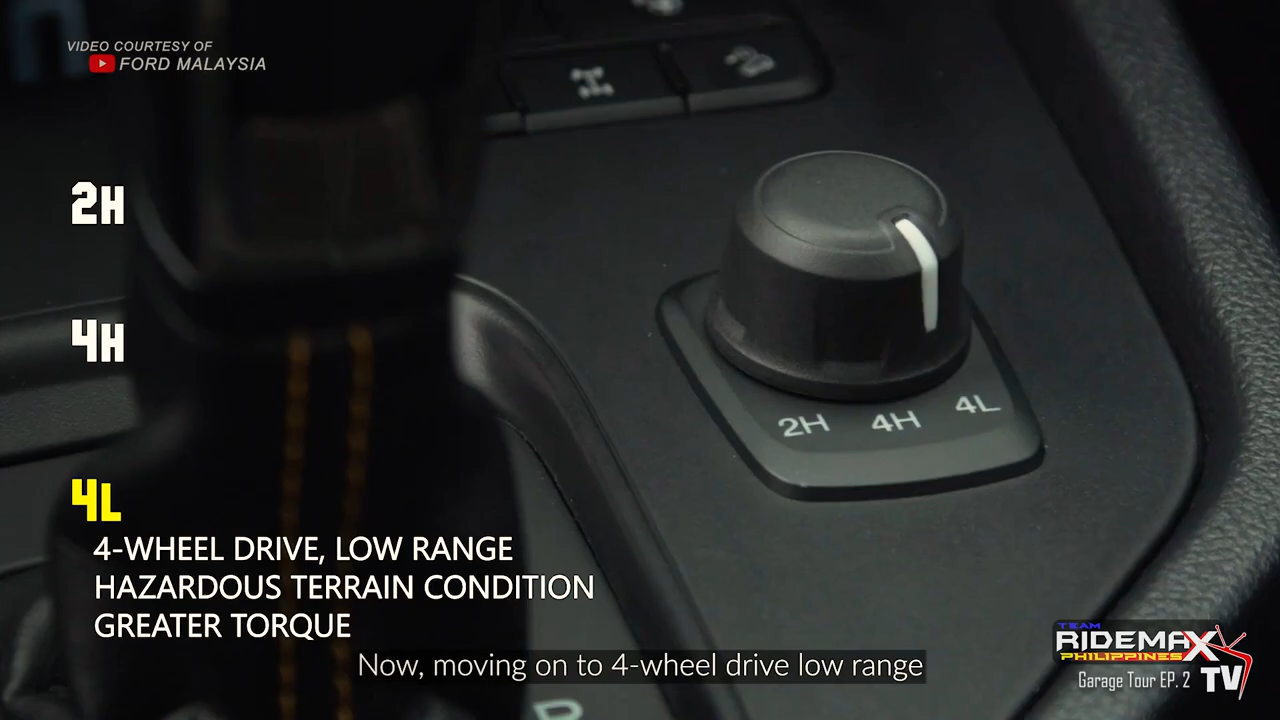 VIDEO COURTESY OF
FORD MALAYSIA
2H
4H
4L
4-WHEEL DRIVE, LOW RANGE
HAZARDOUS TERRAIN CONDITION
GREATER TORQUE
2H 4H 4L
Now, moving on to 4-wheel drive low range
TEAM
RIDEMAX
PHILIPPINES
TV
Garage Tour EP. 2